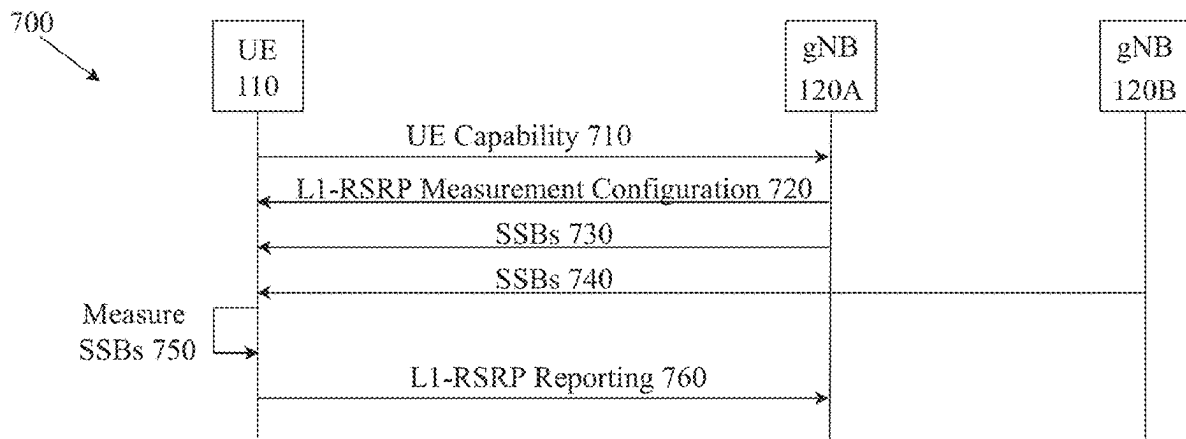 700
UE
110
gNB
120A
gNB
120B
UE Capability 710
L1-RSRP Measurement Configuration 720
SSBs 730
SSBs 740
Measure
SSBs 750
L1-RSRP Reporting 760